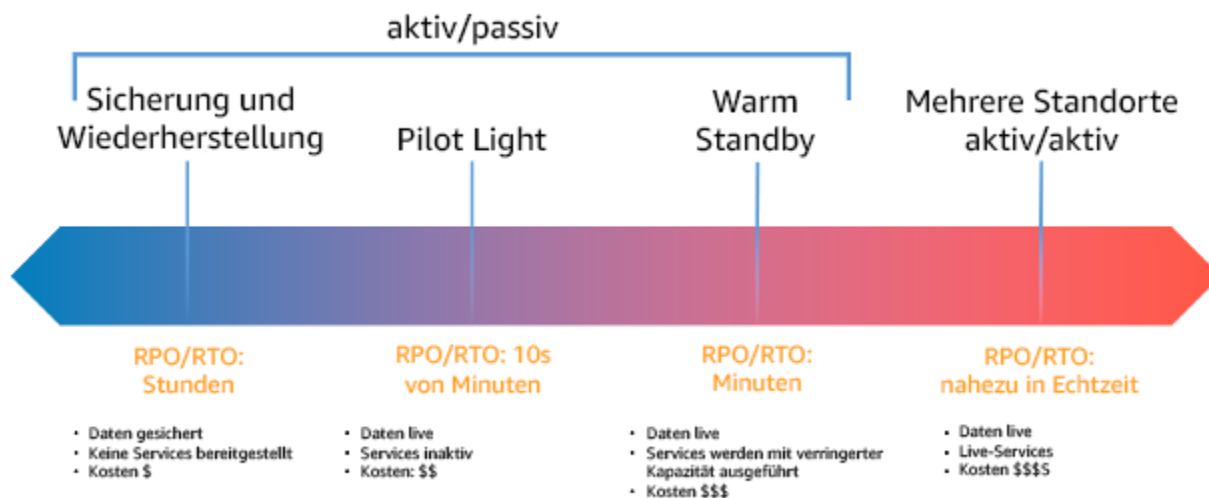 aktiv/passiv
Sicherung und
Wiederherstellung
Pilot Light
Warm
Standby
Mehrere Standorte
aktiv/aktiv
RPO/RTO:
Stunden
RPO/RTO: 10s
von Minuten
RPO/RTO:
Minuten
RPO/RTO:
nahezu in Echtzeit
• Daten gesichert
• Keine Services bereitgestellt
• Kosten $
• Daten live
• Services inaktiv
• Kosten: $$
• Daten live
• Services werden mit verringerter
Kapazität ausgeführt
• Kosten $$$
• Daten live
• Live-Services
• Kosten $$$5